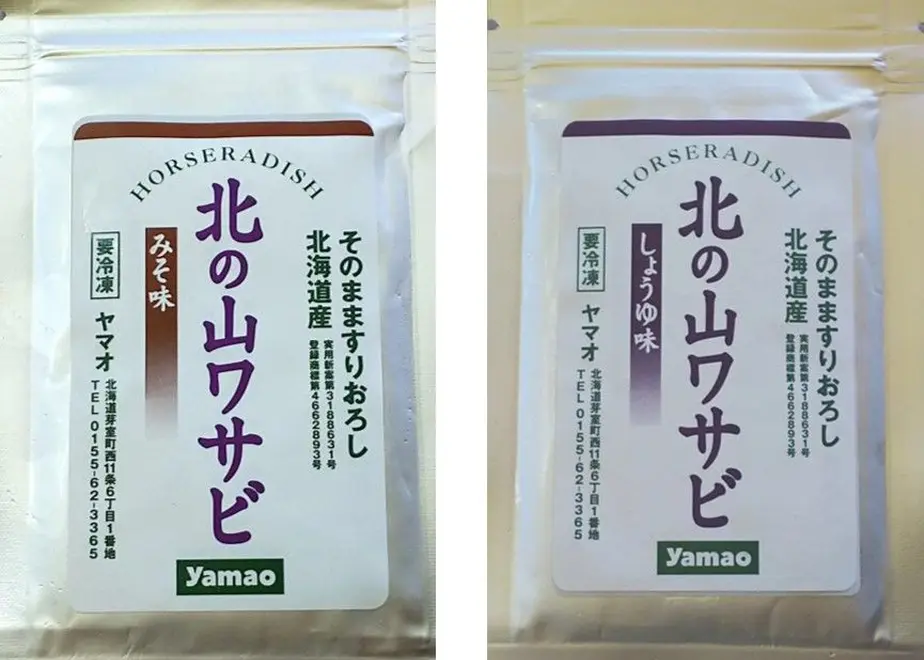 HORSERADISH
そのまますりおろし
北海道産
実用新案第3188631号
登録商標第4662893号
北の山ワサビ
みそ味
要冷凍
ヤマオ
北海道芽室町西11条6丁目1番地
TEL 0155-62-3365
yamao
HORSERADISH
そのまますりおろし
北海道産
実用新案第3188631号
登録商標第4662893号
北の山ワサビ
しょうゆ味
要冷凍
ヤマオ
北海道芽室町西11条6丁目1番地
TEL 0155-62-3365
yamao